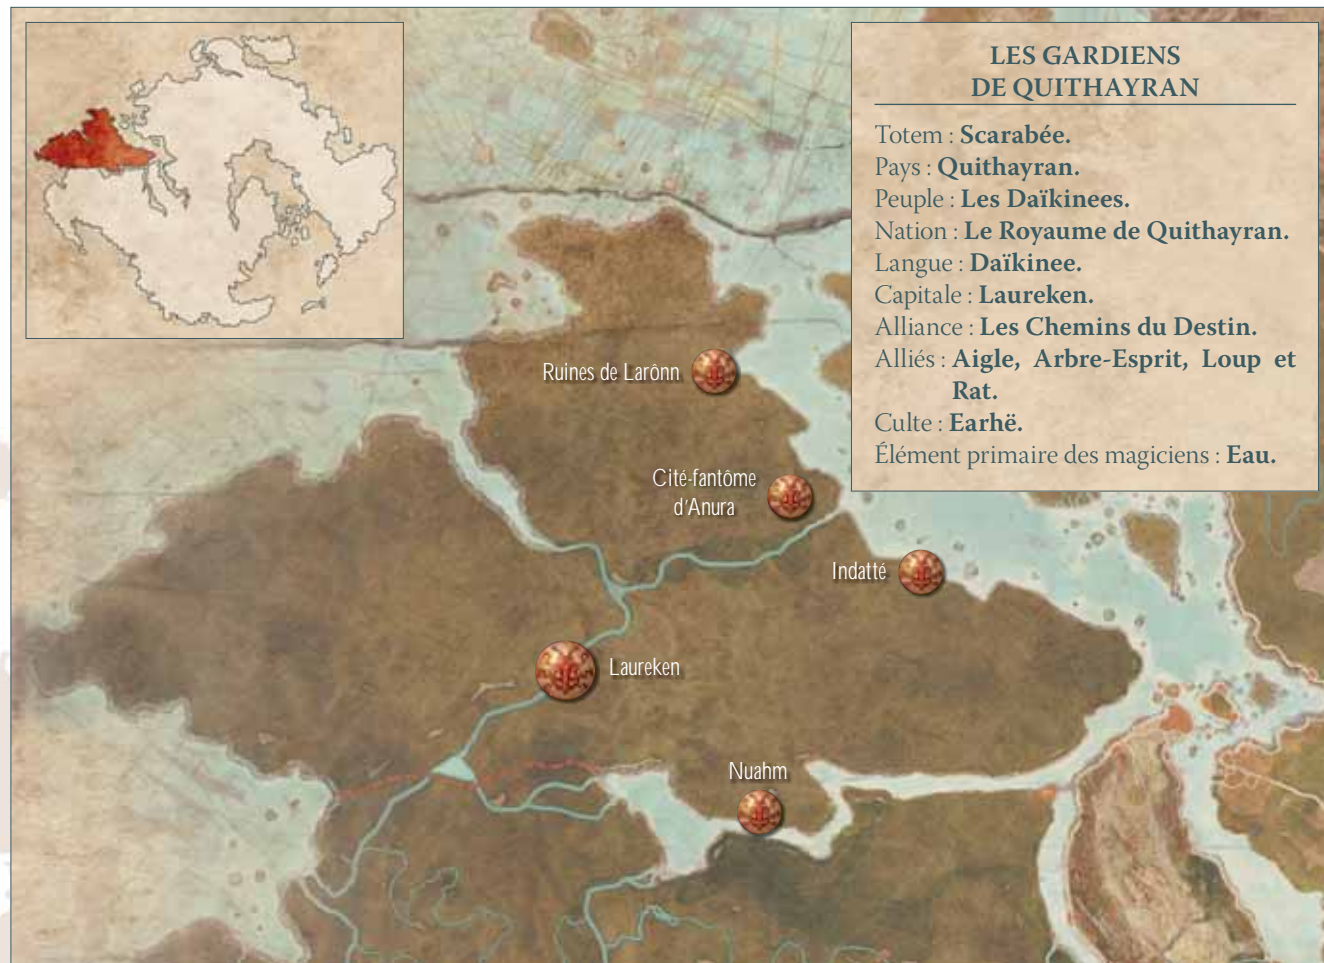 LES GARDIENS
DE QUITHAYRAN
Totem : Scarabée.
Pays : Quithayran.
Peuple : Les Daïkinees.
Nation : Le Royaume de Quithayran.
Langue : Daïkinee.
Capitale : Laureken.
Alliance : Les Chemins du Destin.
Alliés : Aigle, Arbre-Esprit, Loup et
Rat.
Culte : Earhë.
Élément primaire des magiciens : Eau.
Ruines de Larônn
Cité-fantôme
d'Anura
Indatté
Laureken
Nuahm